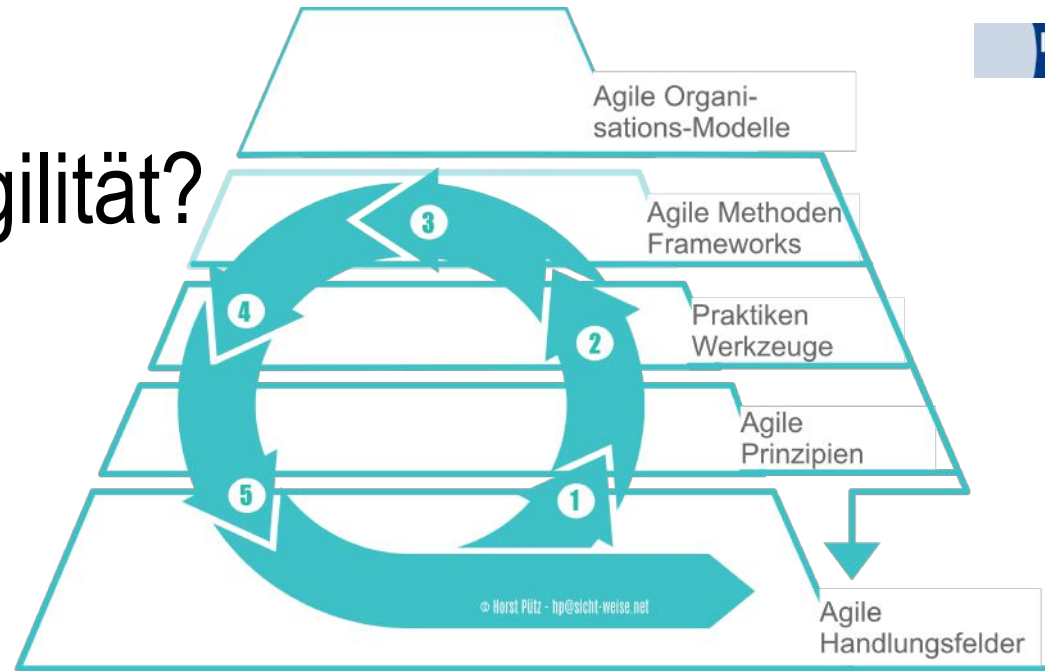 gilität?
Agile Organi-
sations-Modelle
Agile Methoden
Frameworks
3
4
Praktiken
Werkzeuge
2
Agile
Prinzipien
5
1
© Horst Pütz - hp@sicht-weise.net
Agile
Handlungsfelder